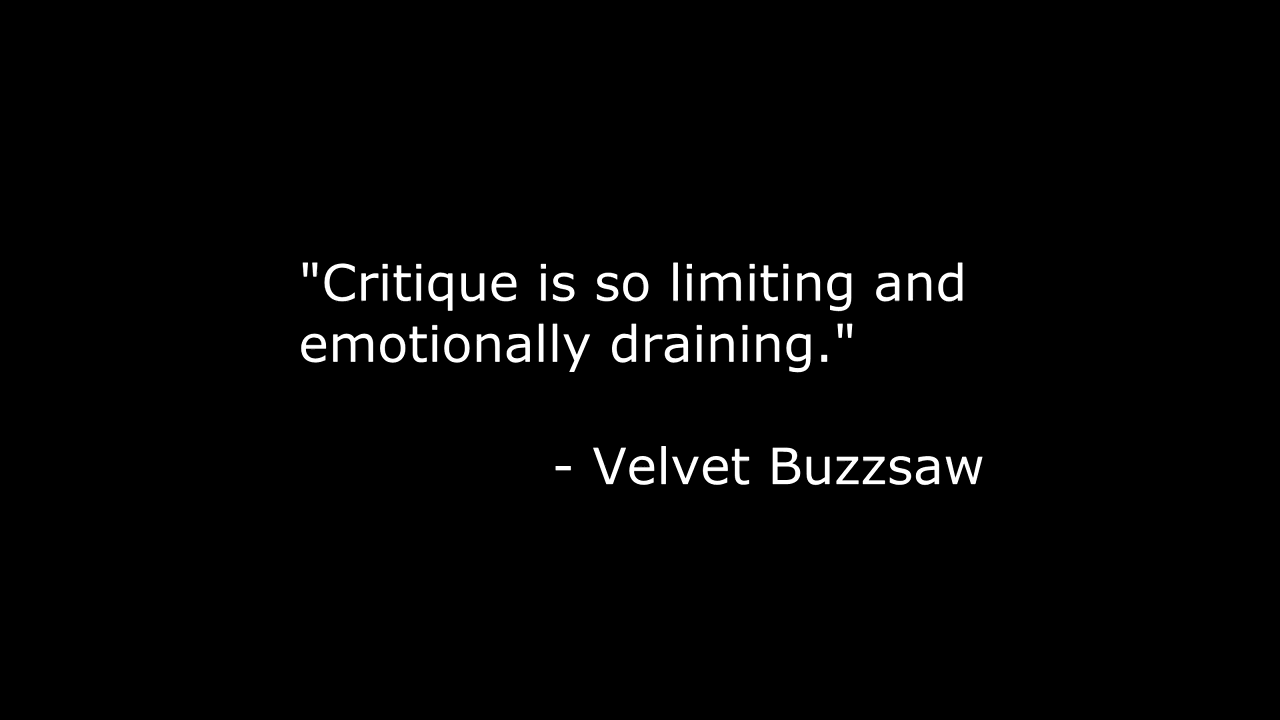 "Critique is so limiting and
emotionally draining."
- Velvet Buzzsaw